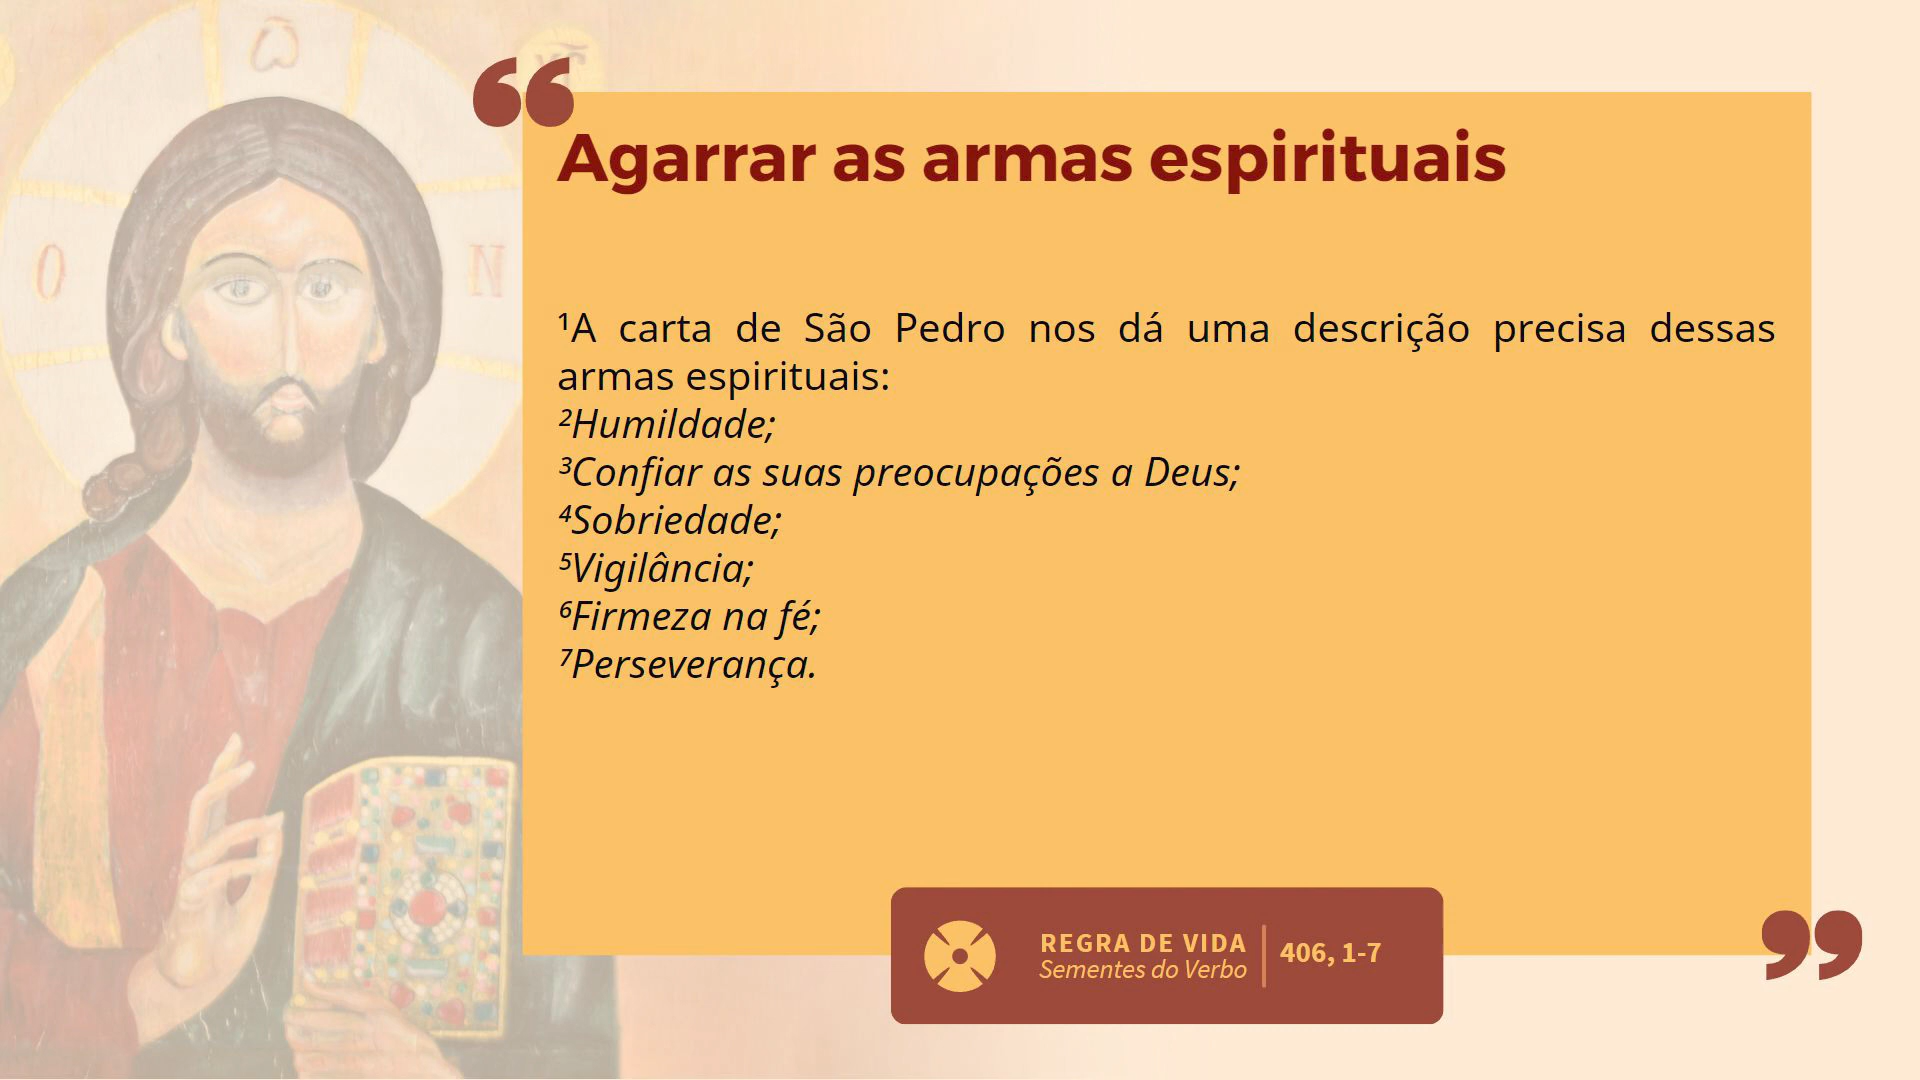 Ѽ
“
O
N
Agarrar as armas espirituais
¹A carta de São Pedro nos dá uma descrição precisa dessas
armas espirituais:
²Humildade;
³Confiar as suas preocupações a Deus;
⁴Sobriedade;
⁵Vigilância;
⁶Firmeza na fé;
⁷Perseverança.
REGRA DE VIDA
Sementes do Verbo
406, 1-7
”